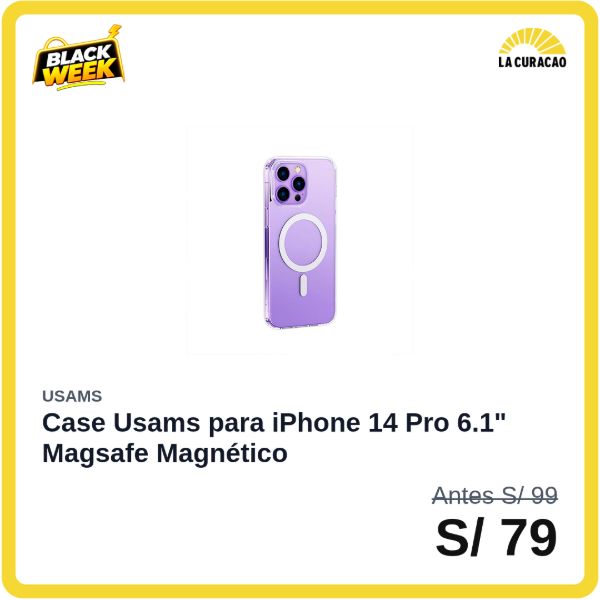 BLACK
WEEK
LA CURACAO
USAMS
Case Usams para iPhone 14 Pro 6.1"
Magsafe Magnético
Antes S/ 99
S/ 79